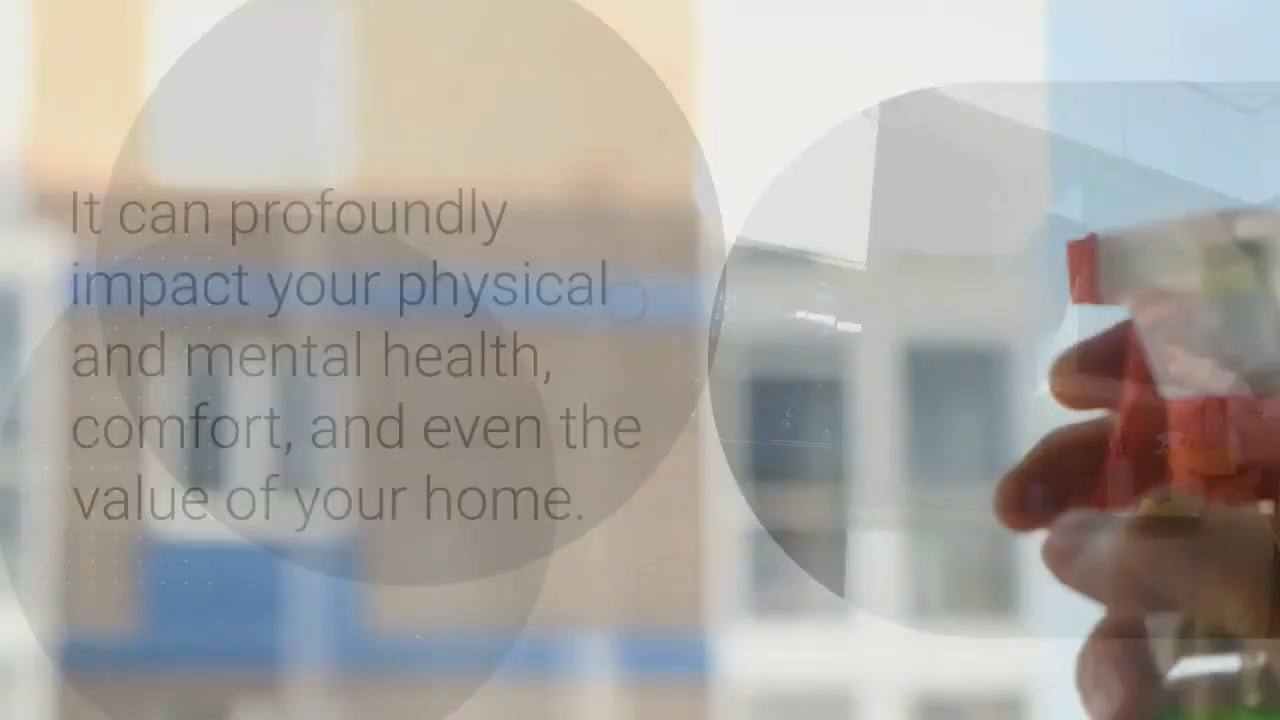 It can profoundly
impact your physical
and mental health,
comfort, and even the
value of your home.